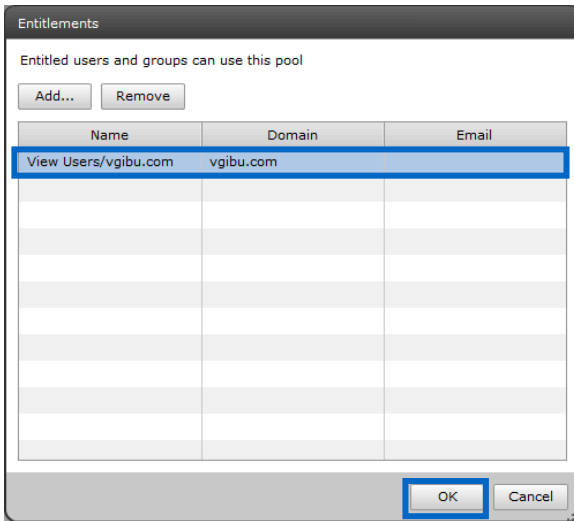 Entitlements
Entitled users and groups can use this pool
Add... Remove
Name Domain Email
View Users/vgibu.com vgibu.com
OK Cancel